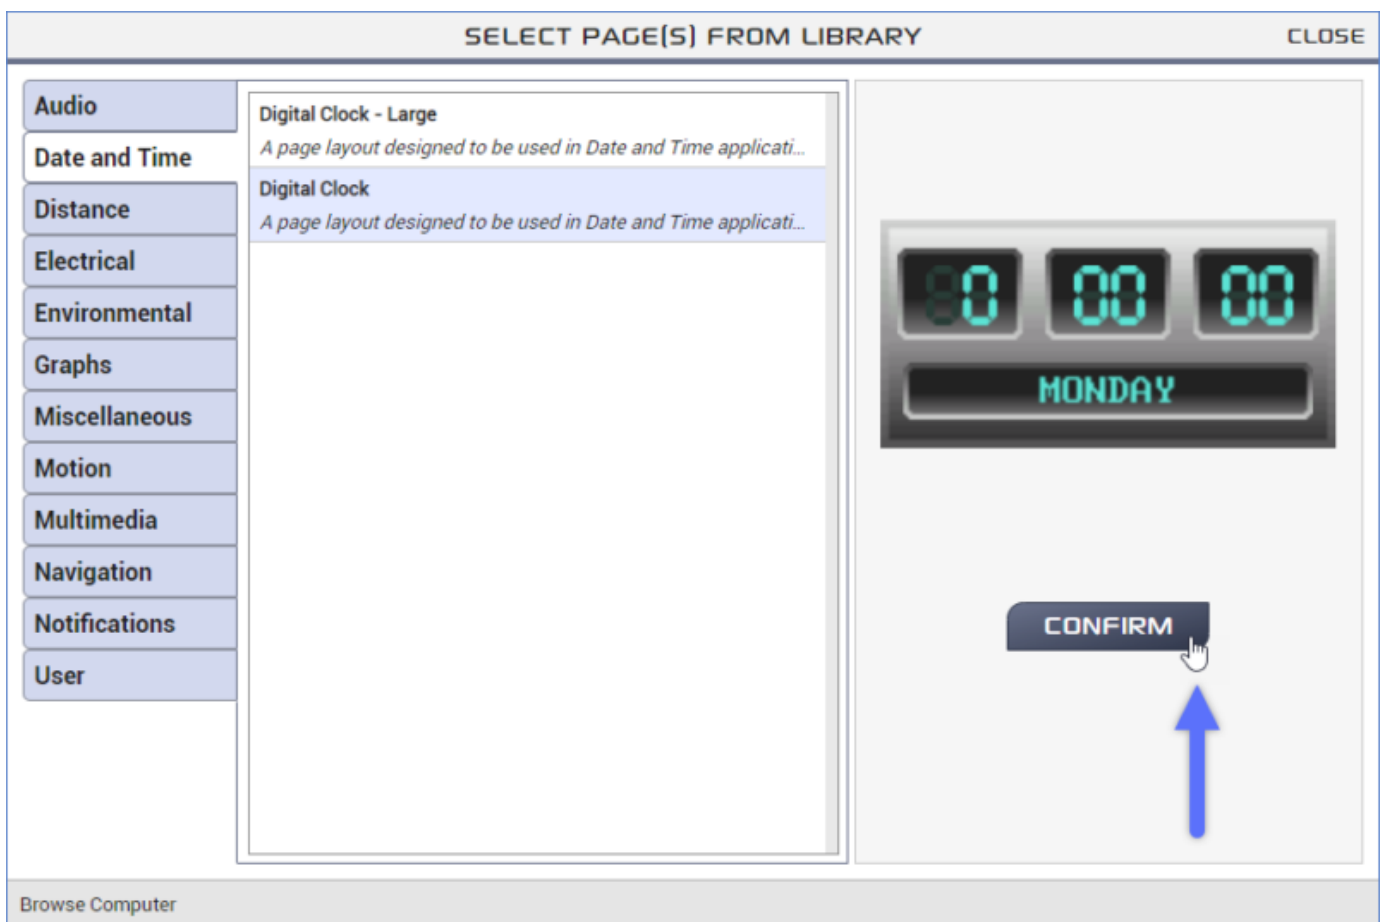 SELECT PAGE(S) FROM LIBRARY
CLOSE
Audio
Date and Time
Distance
Electrical
Environmental
Graphs
Miscellaneous
Motion
Multimedia
Navigation
Notifications
User
Digital Clock - Large
A page layout designed to be used in Date and Time applicati...
Digital Clock
A page layout designed to be used in Date and Time applicati...
0 00 00
MONDAY
CONFIRM
Browse Computer